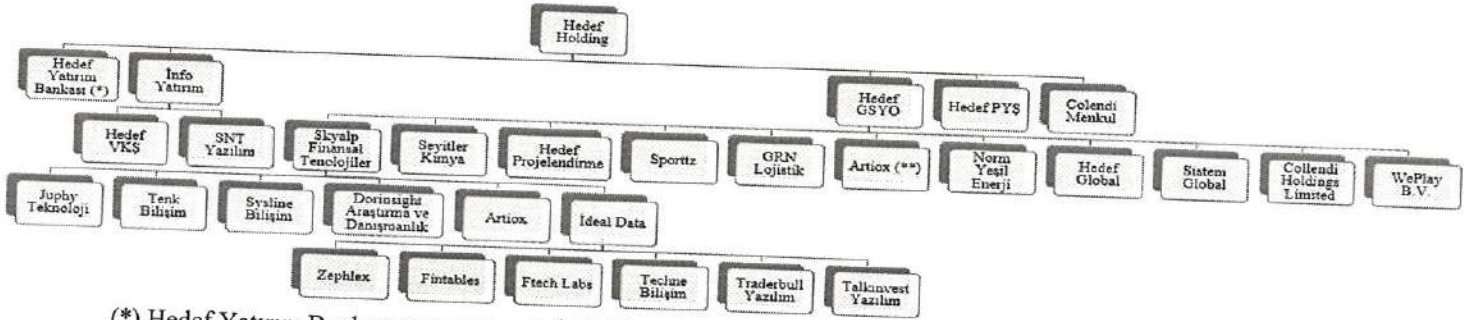 Hedef
Holding
Hedef
Yatırım
Bankası (*)
İnfo
Yatırım
Hedef
GSYO
Hedef PYŞ
Colendi
Menkul
Hedef
VKŞ
SNT
Yazılım
Skyalp
Finansal
Tenolojiler
Seyitler
Kimya
Hedef
Projelendirme
Sporttz
GRN
Lojistik
Artiox (**)
Norm
Yeşil
Enerji
Hedef
Global
Sistem
Global
Collendi
Holdings
Limited
WePlay
B.V.
Juphy
Teknoloji
Tenk
Bilişim
Sysline
Bilişim
Dorinsight
Araştırma ve
Danışmanlık
Artiox
İdeal Data
Zephlex
Fintables
Ftech Labs
Tecline
Bilişim
Traderbull
Yazılım
Talkinvest
Yazılım
(*) Hedef Yatırım